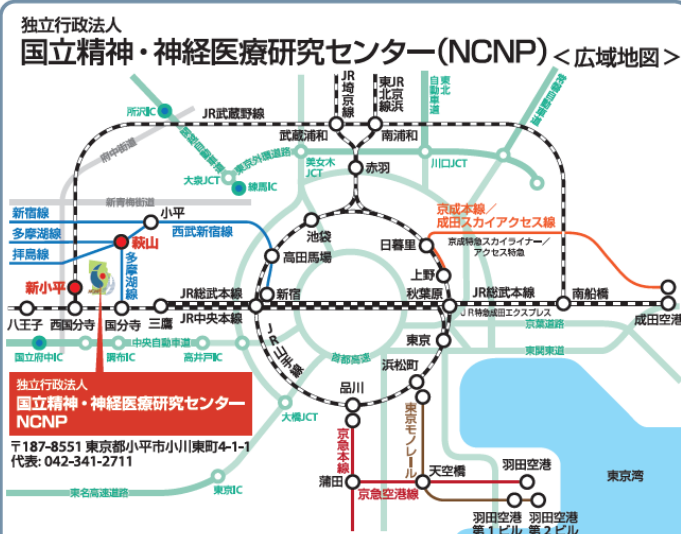 独立行政法人
国立精神・神経医療研究センター(NCNP)<広域地図>
JR埼京線
東北京浜
JR
東北自動車道
所沢IC
JR武蔵野線
武蔵浦和
南浦和
府中街道
東京外環道路
美女木JCT
川口JCT
大泉JCT
練馬IC
赤羽
新青梅街道
新宿線
小平
西武新宿線
多摩湖線
萩山
拝島線
多摩湖線
新小平
池袋
高田馬場
新宿
日暮里
上野
京成本線/
成田スカイアクセス線
京成特急スカイライナー/
アクセス特急
秋葉原
JR総武本線
JR総武本線
南船橋
JR特急成田エクスプレス
成田空港
八王子
西国分寺
国分寺
三鷹
JR中央本線
京葉道路
東関東道
国立府中IC
調布IC
中央自動車道
高井戸IC
JR山手線
首都高速
東京
浜松町
品川
独立行政法人
国立精神・神経医療研究センター
NCNP
大橋JCT
〒187-8551 東京都小平市小川東町4-1-1
代表: 042-341-2711
京急本線
東京モノレール
東名高速道路
東京IC
蒲田
京急空港線
天空橋
羽田空港
東京湾
羽田空港
第1ビル
羽田空港
第2ビル